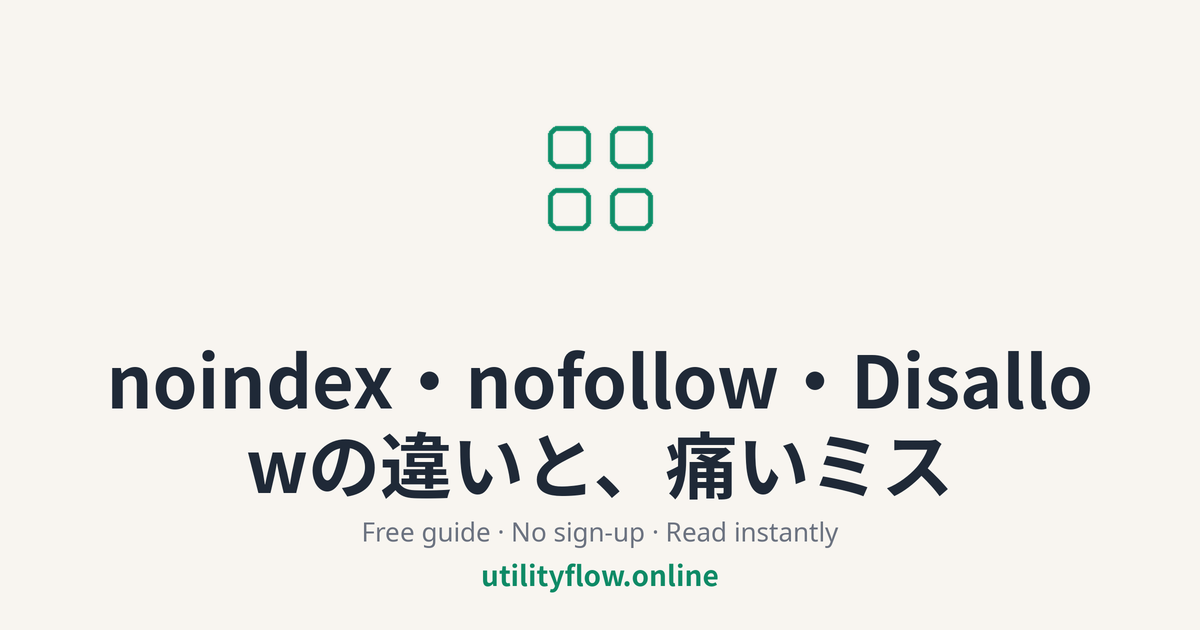 noindex・nofollow・Disallo
wの違いと、痛いミス
Free guide · No sign-up · Read instantly
utilityflow.online